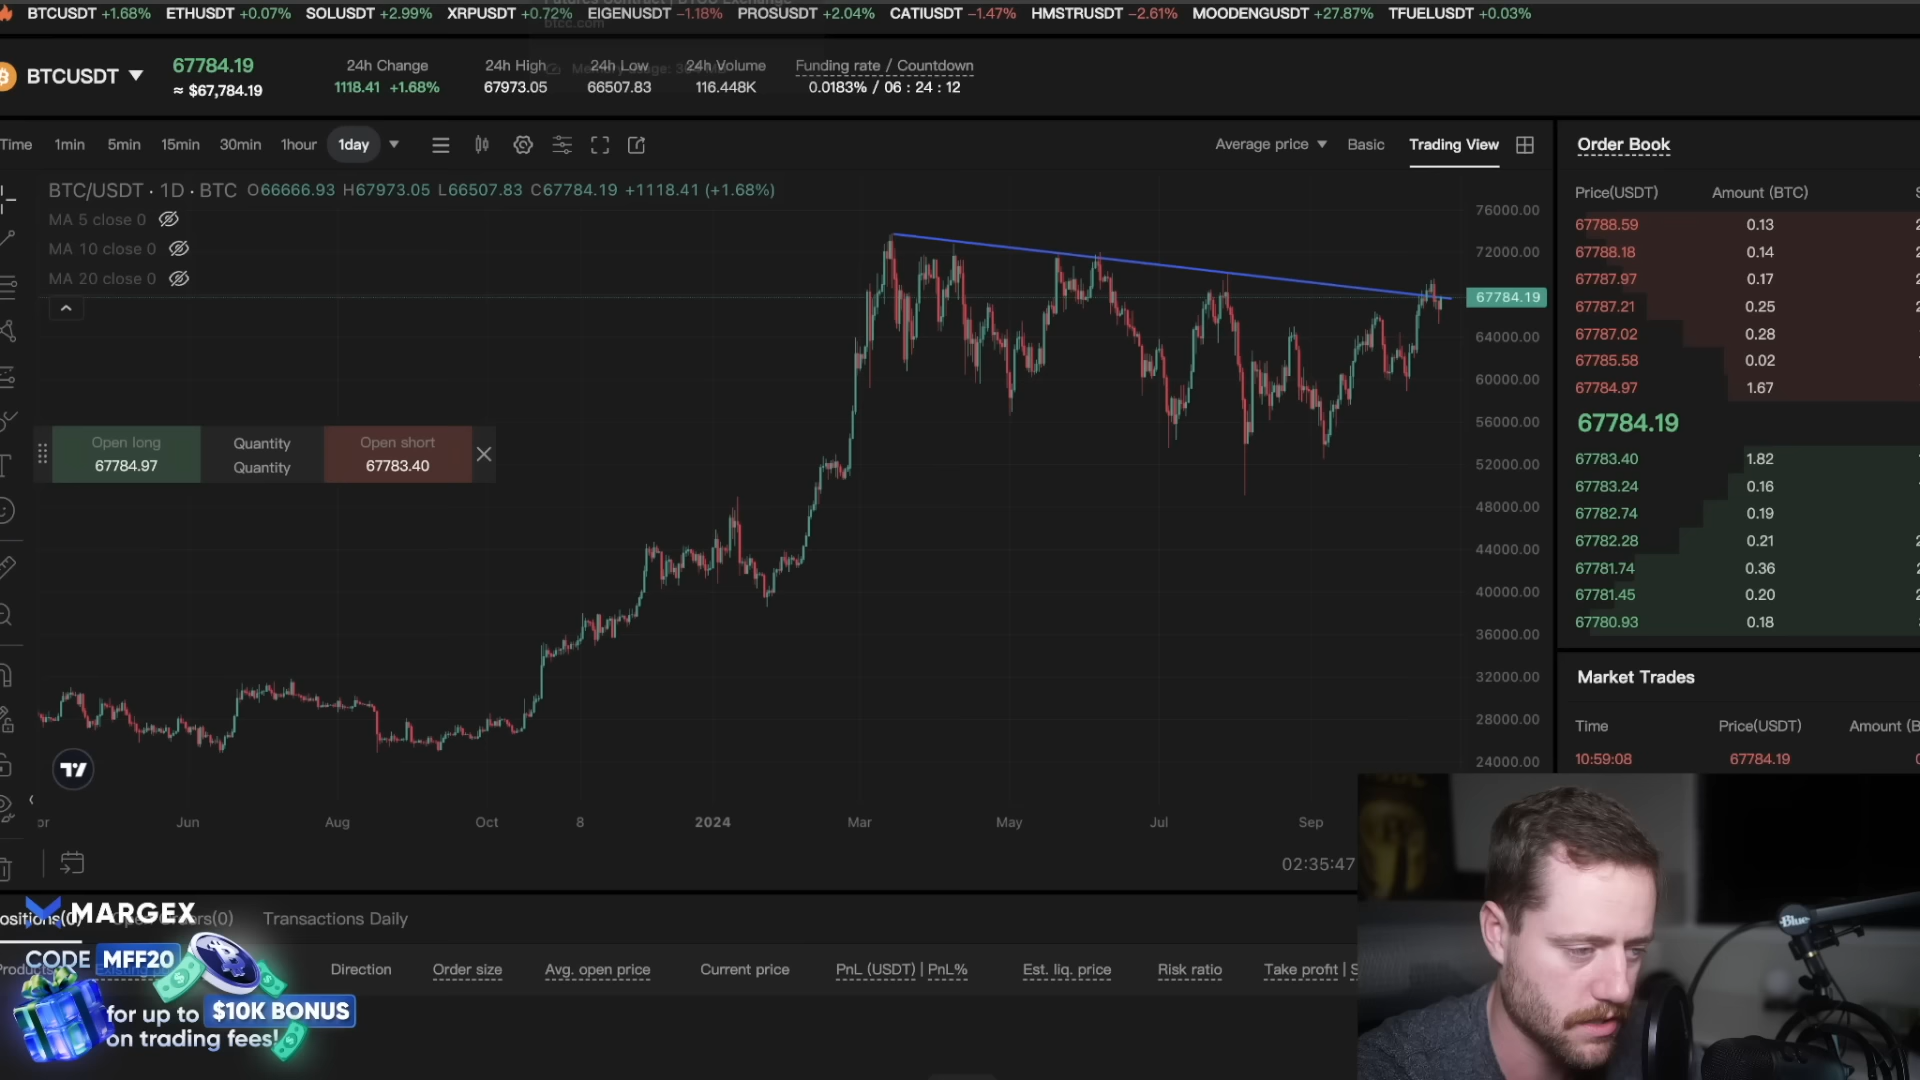 BTCUSDT +1.68% ETHUSDT +0.07% SOLUSDT +2.99% XRPUSDT +0.72% EIGENUSDT −1.18% PROSUSDT +2.04% CATIUSDT −1.47% HMSTRUSDT −2.61% MOODENGUSDT +27.87% TFUELUSDT +0.03%
btcc.com
BTCUSDT
67784.19
≈ $67,784.19
24h Change
1118.41 +1.68%
24h High
67973.05
24h Low
66507.83
24h Volume
116.448K
Funding rate / Countdown
0.0183% / 06 : 24 : 12
Time 1min 5min 15min 30min 1hour 1day
Average price Basic Trading View
BTC/USDT · 1D · BTC O66666.93 H67973.05 L66507.83 C67784.19 +1118.41 (+1.68%)
MA 5 close 0
MA 10 close 0
MA 20 close 0
76000.00
72000.00
67784.19
64000.00
60000.00
56000.00
52000.00
48000.00
44000.00
40000.00
36000.00
32000.00
28000.00
24000.00
Open long
67784.97
Quantity
Quantity
Open short
67783.40
Jun Aug Oct 8 2024 Mar May Jul Sep
02:35:47
Order Book
Price(USDT) Amount (BTC)
67788.59 0.13
67788.18 0.14
67787.97 0.17
67787.21 0.25
67787.02 0.28
67785.58 0.02
67784.97 1.67
67784.19
67783.40 1.82
67783.24 0.16
67782.74 0.19
67782.28 0.21
67781.74 0.36
67781.45 0.20
67780.93 0.18
Market Trades
Time Price(USDT) Amount (B
10:59:08 67784.19
Transactions Daily
Direction Order size Avg. open price Current price PnL (USDT) | PnL% Est. liq. price Risk ratio Take profit | S
MARGEX
CODE MFF20
for up to $10K BONUS
on trading fees!
Blue